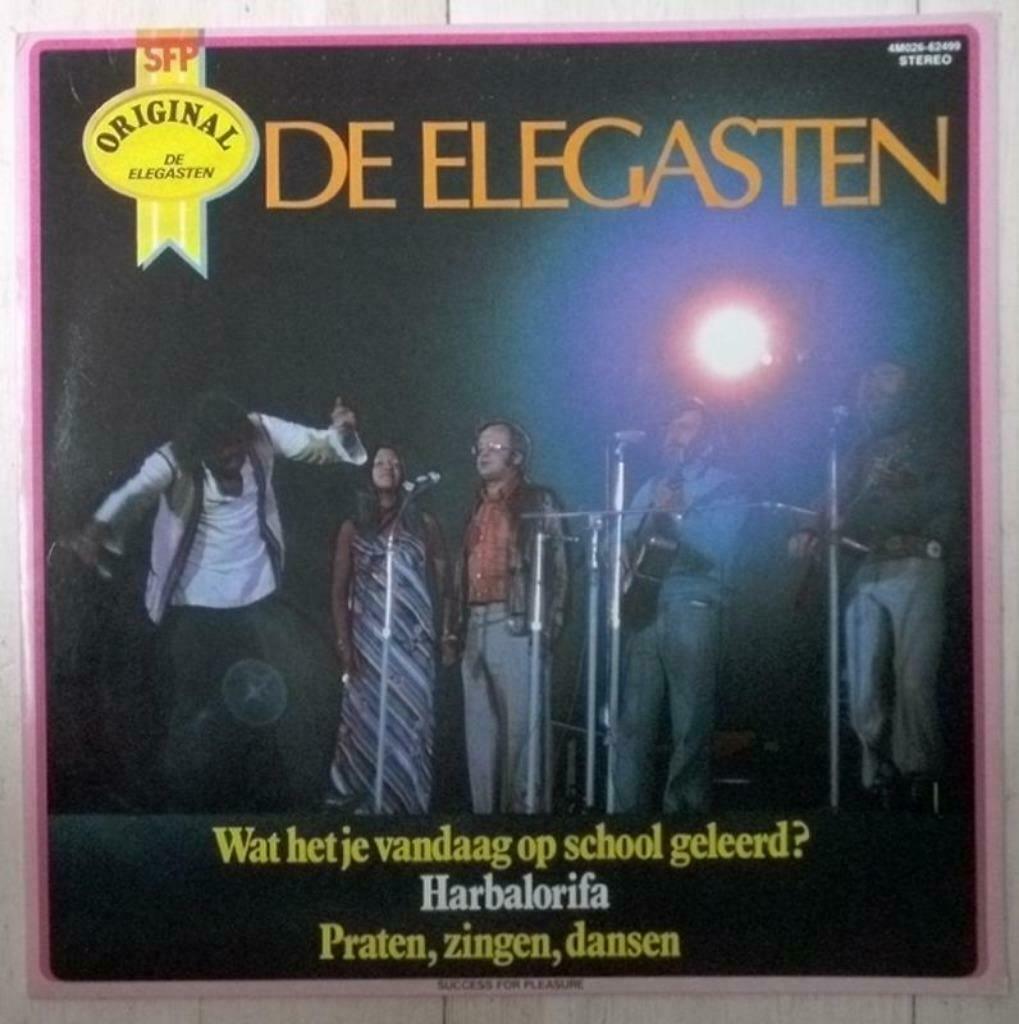 SFP
4M026-62499
STEREO
ORIGINAL
DE
ELEGASTEN
DE ELEGASTEN
Wat het je vandaag op school geleerd?
Harbalorifa
Praten, zingen, dansen
SUCCESS FOR PLEASURE